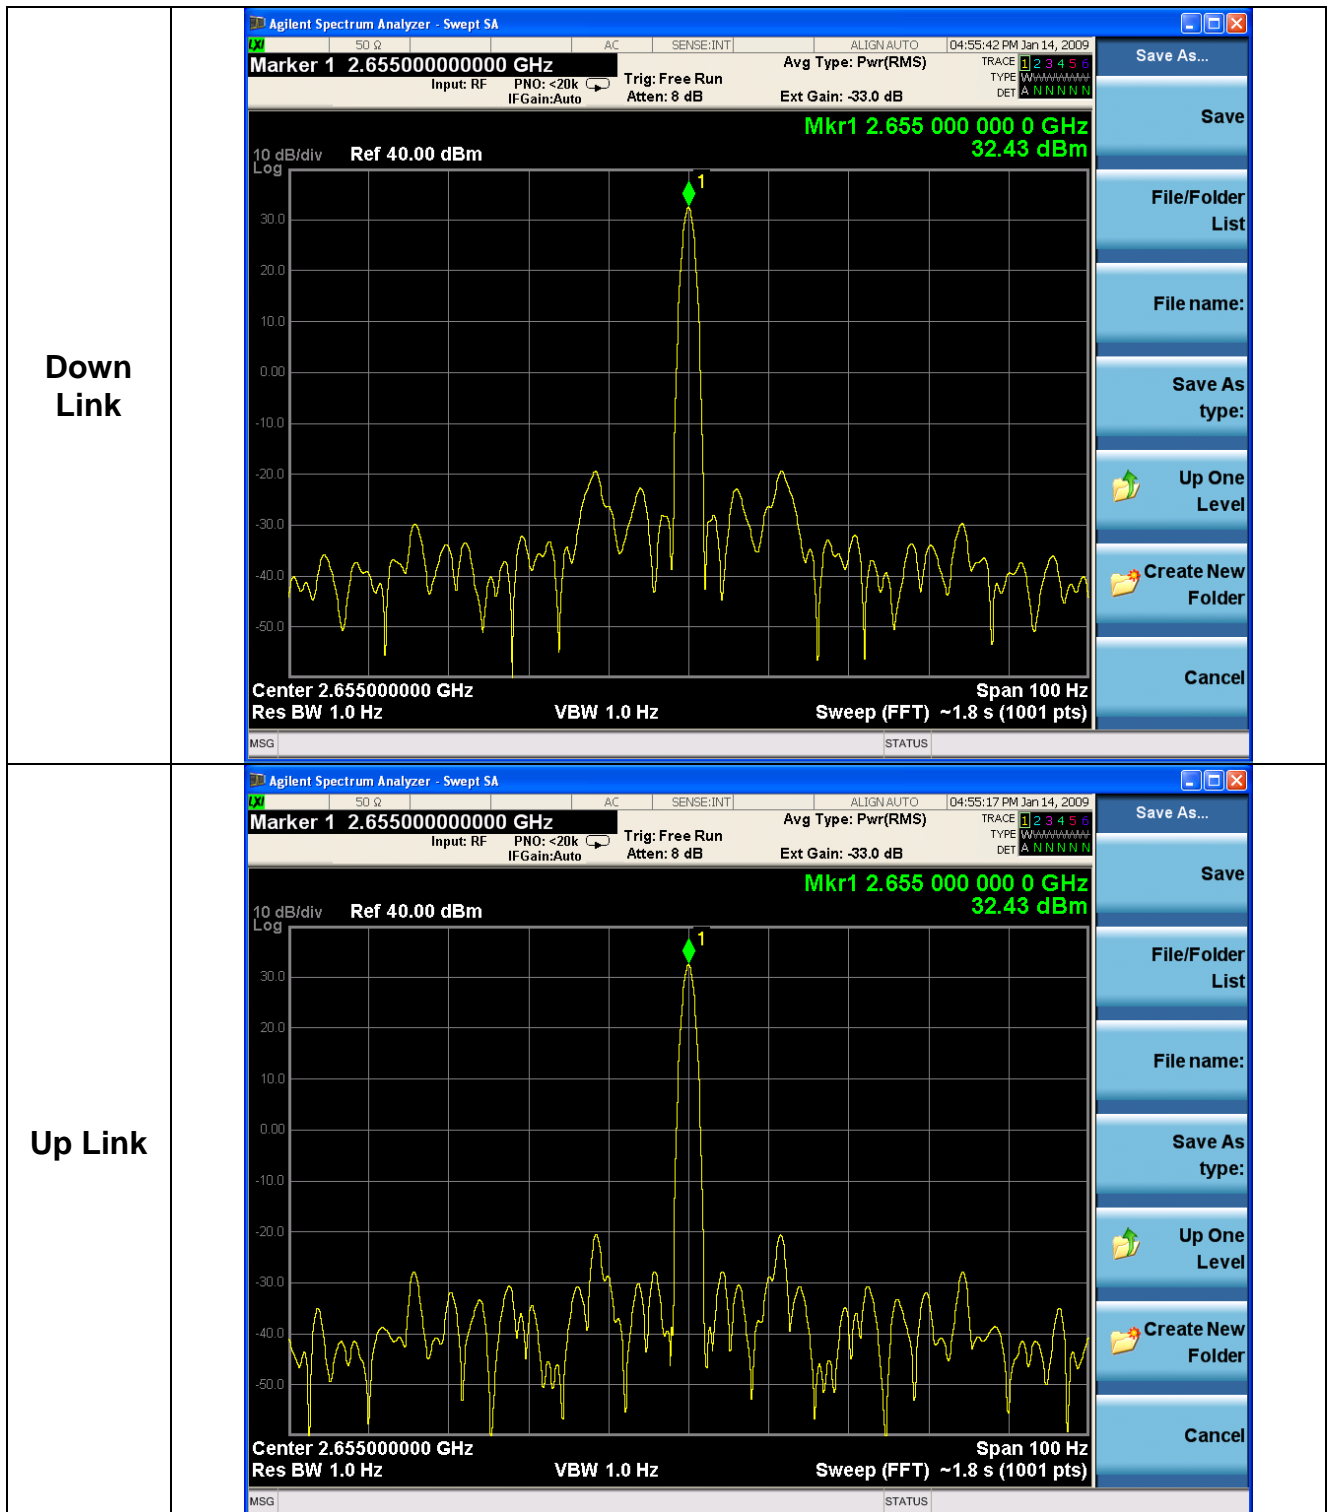 Down
Link
Agilent Spectrum Analyzer - Swept SA
LXI 50 Ω AC SENSE:INT ALIGN AUTO 04:55:42 PM Jan 14, 2009
Marker 1 2.655000000000 GHz
Input: RF PNO: <20k
IFGain:Auto
Trig: Free Run
Atten: 8 dB
Avg Type: Pwr(RMS)
Ext Gain: -33.0 dB
TRACE 1 2 3 4 5 6
TYPE
DET A N N N N N
Mkr1 2.655 000 000 0 GHz
32.43 dBm
10 dB/div Ref 40.00 dBm
Log
1
30.0
20.0
10.0
0.00
-10.0
-20.0
-30.0
-40.0
-50.0
Center 2.655000000 GHz Span 100 Hz
Res BW 1.0 Hz VBW 1.0 Hz Sweep (FFT) ~1.8 s (1001 pts)
MSG STATUS
Save As...
Save
File/Folder
List
File name:
Save As
type:
Up One
Level
Create New
Folder
Cancel
Up Link
Agilent Spectrum Analyzer - Swept SA
LXI 50 Ω AC SENSE:INT ALIGN AUTO 04:55:17 PM Jan 14, 2009
Marker 1 2.655000000000 GHz
Input: RF PNO: <20k
IFGain:Auto
Trig: Free Run
Atten: 8 dB
Avg Type: Pwr(RMS)
Ext Gain: -33.0 dB
TRACE 1 2 3 4 5 6
TYPE
DET A N N N N N
Mkr1 2.655 000 000 0 GHz
32.43 dBm
10 dB/div Ref 40.00 dBm
Log
1
30.0
20.0
10.0
0.00
-10.0
-20.0
-30.0
-40.0
-50.0
Center 2.655000000 GHz Span 100 Hz
Res BW 1.0 Hz VBW 1.0 Hz Sweep (FFT) ~1.8 s (1001 pts)
MSG STATUS
Save As...
Save
File/Folder
List
File name:
Save As
type:
Up One
Level
Create New
Folder
Cancel